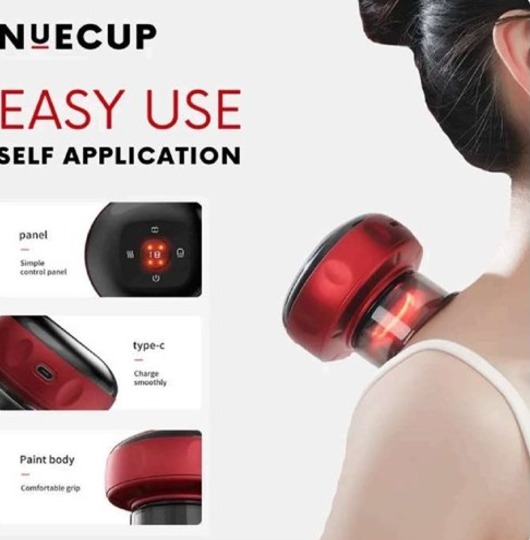 NUECUP
EASY USE
SELF APPLICATION
panel
Simple
control panel
type-c
Charge
smoothly
Paint body
Comfortable grip